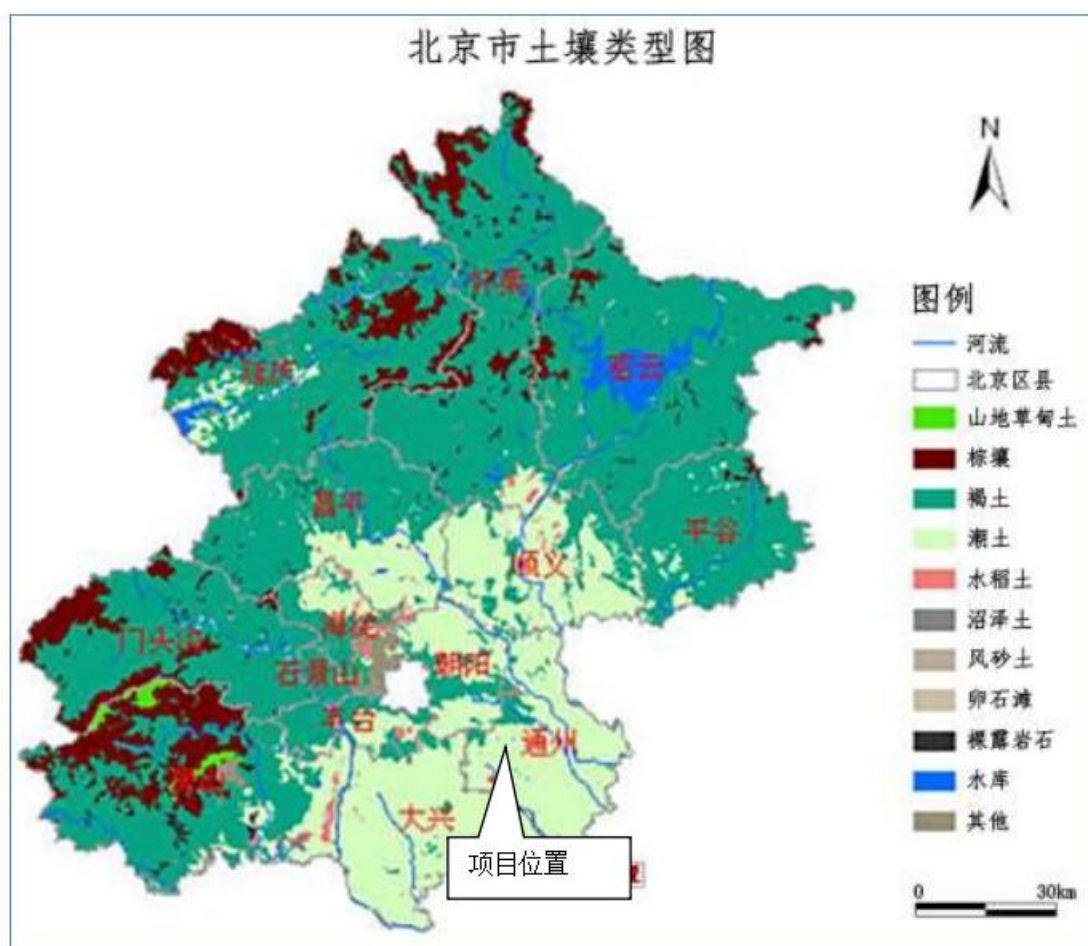 北京市土壤类型图
N
怀柔
延庆
密云
昌平
平谷
顺义
海淀
门头沟
石景山
朝阳
丰台
通州
房山
大兴
项目位置
图例
河流
北京区县
山地草甸土
棕壤
褐土
潮土
水稻土
沼泽土
风砂土
卵石滩
裸露岩石
水库
其他
0
30km